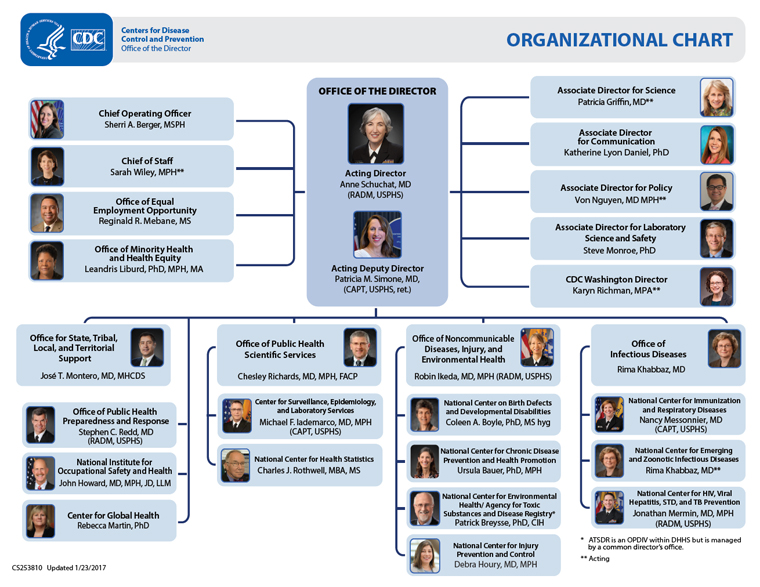 CDC
Centers for Disease
Control and Prevention
Office of the Director
ORGANIZATIONAL CHART
Chief Operating Officer
Sherri A. Berger, MSPH
Chief of Staff
Sarah Wiley, MPH**
Office of Equal
Employment Opportunity
Reginald R. Mebane, MS
Office of Minority Health
and Health Equity
Leandris Liburd, PhD, MPH, MA
OFFICE OF THE DIRECTOR
Acting Director
Anne Schuchat, MD
(RADM, USPHS)
Acting Deputy Director
Patricia M. Simone, MD,
(CAPT, USPHS, ret.)
Associate Director for Science
Patricia Griffin, MD**
Associate Director
for Communication
Katherine Lyon Daniel, PhD
Associate Director for Policy
Von Nguyen, MD MPH**
Associate Director for Laboratory
Science and Safety
Steve Monroe, PhD
CDC Washington Director
Karyn Richman, MPA**
Office for State, Tribal,
Local, and Territorial
Support
José T. Montero, MD, MHCDS
Office of Public Health
Preparedness and Response
Stephen C. Redd, MD
(RADM, USPHS)
National Institute for
Occupational Safety and Health
John Howard, MD, MPH, JD, LLM
Center for Global Health
Rebecca Martin, PhD
Office of Public Health
Scientific Services
Chesley Richards, MD, MPH, FACP
Center for Surveillance, Epidemiology,
and Laboratory Services
Michael F. Iademarco, MD, MPH
(CAPT, USPHS)
National Center for Health Statistics
Charles J. Rothwell, MBA, MS
Office of Noncommunicable
Diseases, Injury, and
Environmental Health
Robin Ikeda, MD, MPH (RADM, USPHS)
National Center on Birth Defects
and Developmental Disabilities
Coleen A. Boyle, PhD, MS hyg
National Center for Chronic Disease
Prevention and Health Promotion
Ursula Bauer, PhD, MPH
National Center for Environmental
Health/ Agency for Toxic
Substances and Disease Registry*
Patrick Breysse, PhD, CIH
National Center for Injury
Prevention and Control
Debra Houry, MD, MPH
Office of
Infectious Diseases
Rima Khabbaz, MD
National Center for Immunization
and Respiratory Diseases
Nancy Messonnier, MD
(CAPT, USPHS)
National Center for Emerging
and Zoonotic Infectious Diseases
Rima Khabbaz, MD**
National Center for HIV, Viral
Hepatitis, STD, and TB Prevention
Jonathan Mermin, MD, MPH
(RADM, USPHS)
* ATSDR is an OPDIV within DHHS but is managed
by a common director's office.
** Acting
CS253810 Updated 1/23/2017